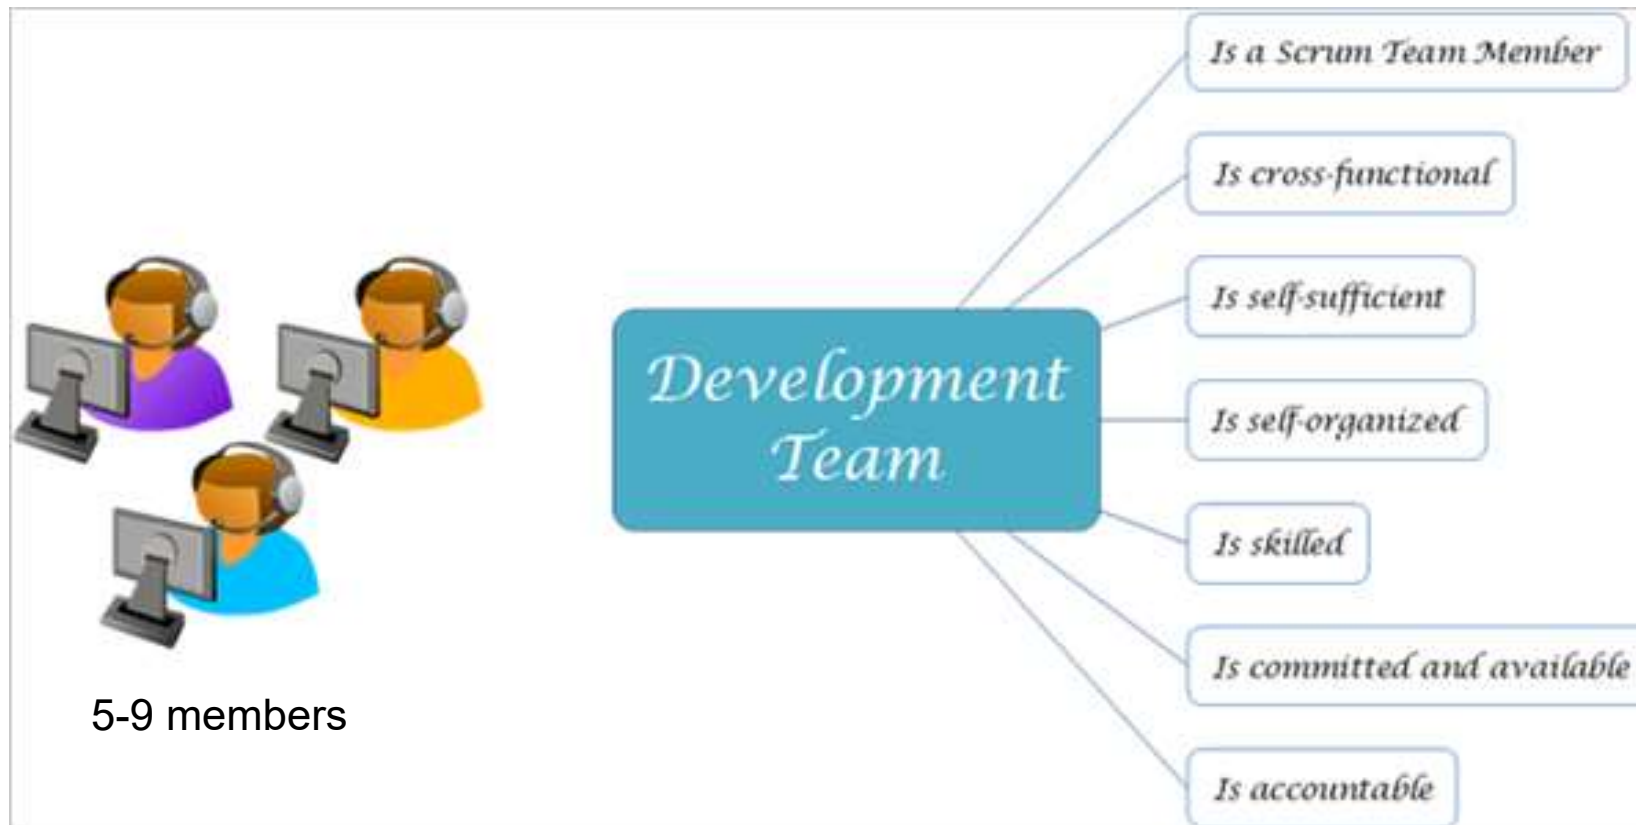 Is a Scrum Team Member
Is cross-functional
Is self-sufficient
Development
Team
Is self-organized
Is skilled
Is committed and available
Is accountable
5-9 members